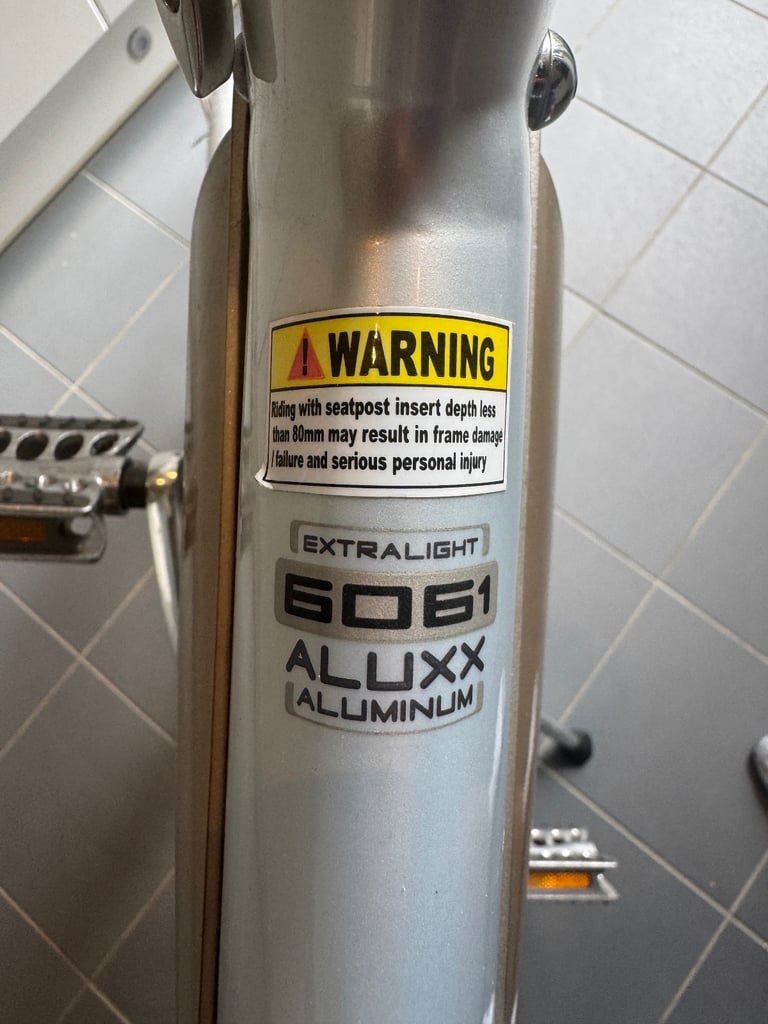 ! WARNING
Riding with seatpost insert depth less
than 80mm may result in frame damage
/ failure and serious personal injury
EXTRALIGHT
6061
ALUXX
ALUMINUM